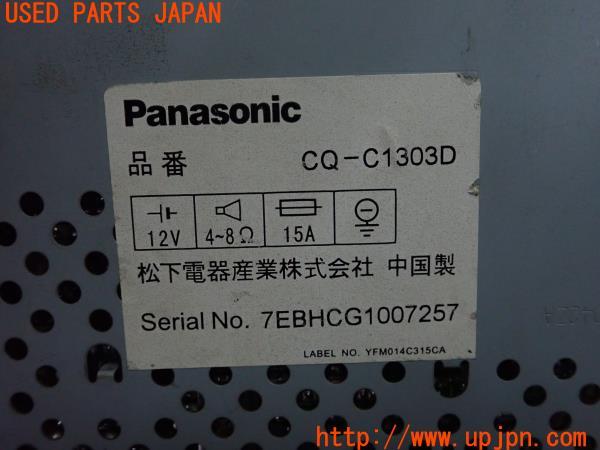 USED PARTS JAPAN
Panasonic
品番 CQ-C1303D
12V 4~8Ω 15A
松下電器産業株式会社 中国製
Serial No. 7EBHCG1007257
LABEL NO. YFM014C315CA
http://www.upjpn.com